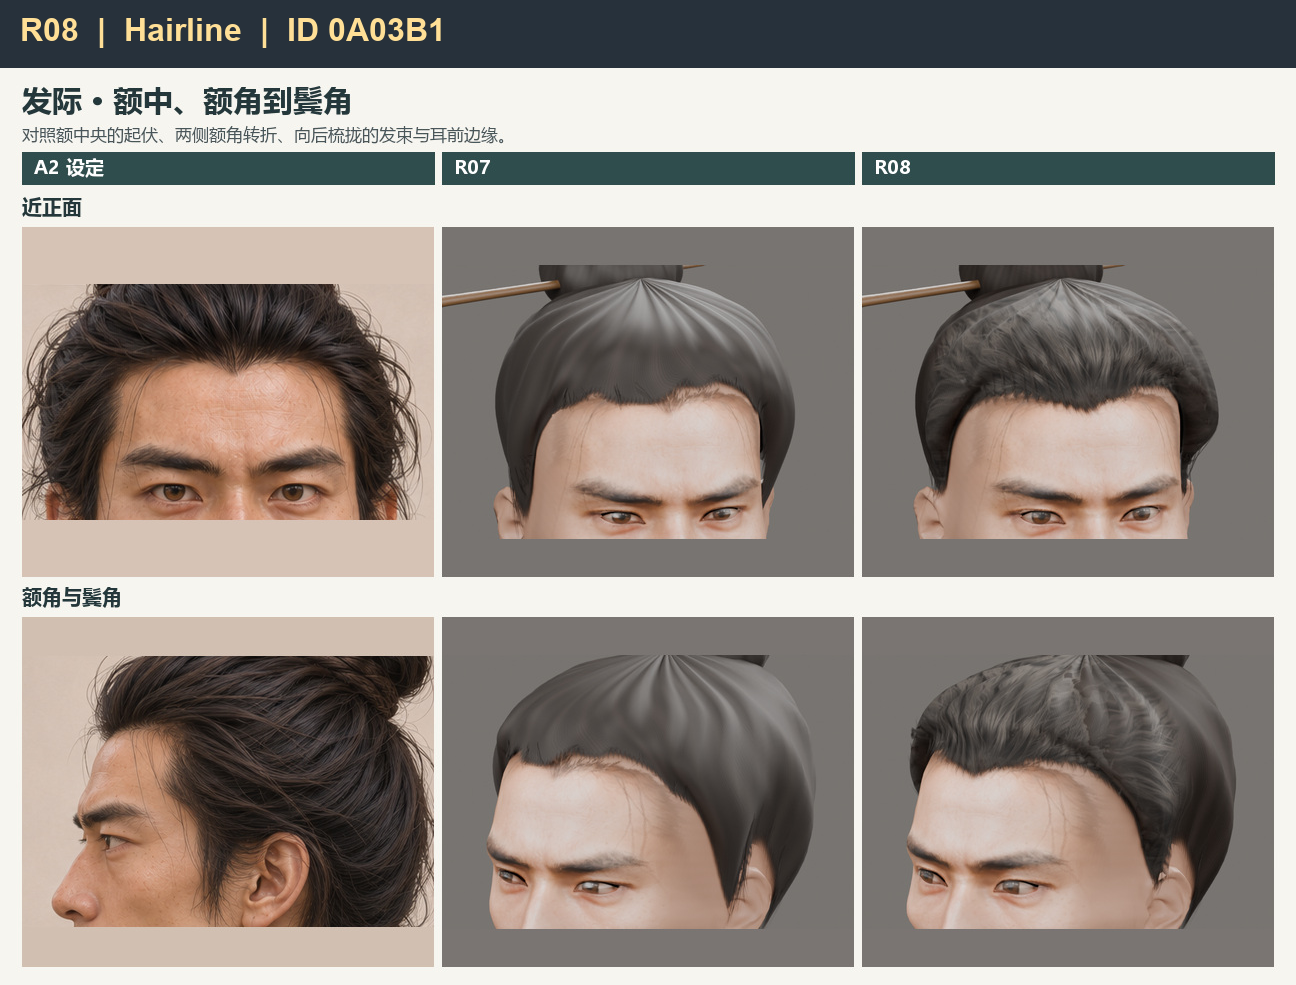 R08 | Hairline | ID 0A03B1
发际 • 额中、额角到鬓角
对照额中央的起伏、两侧额角转折、向后梳拢的发束与耳前边缘。
A2 设定
R07
R08
近正面
额角与鬓角